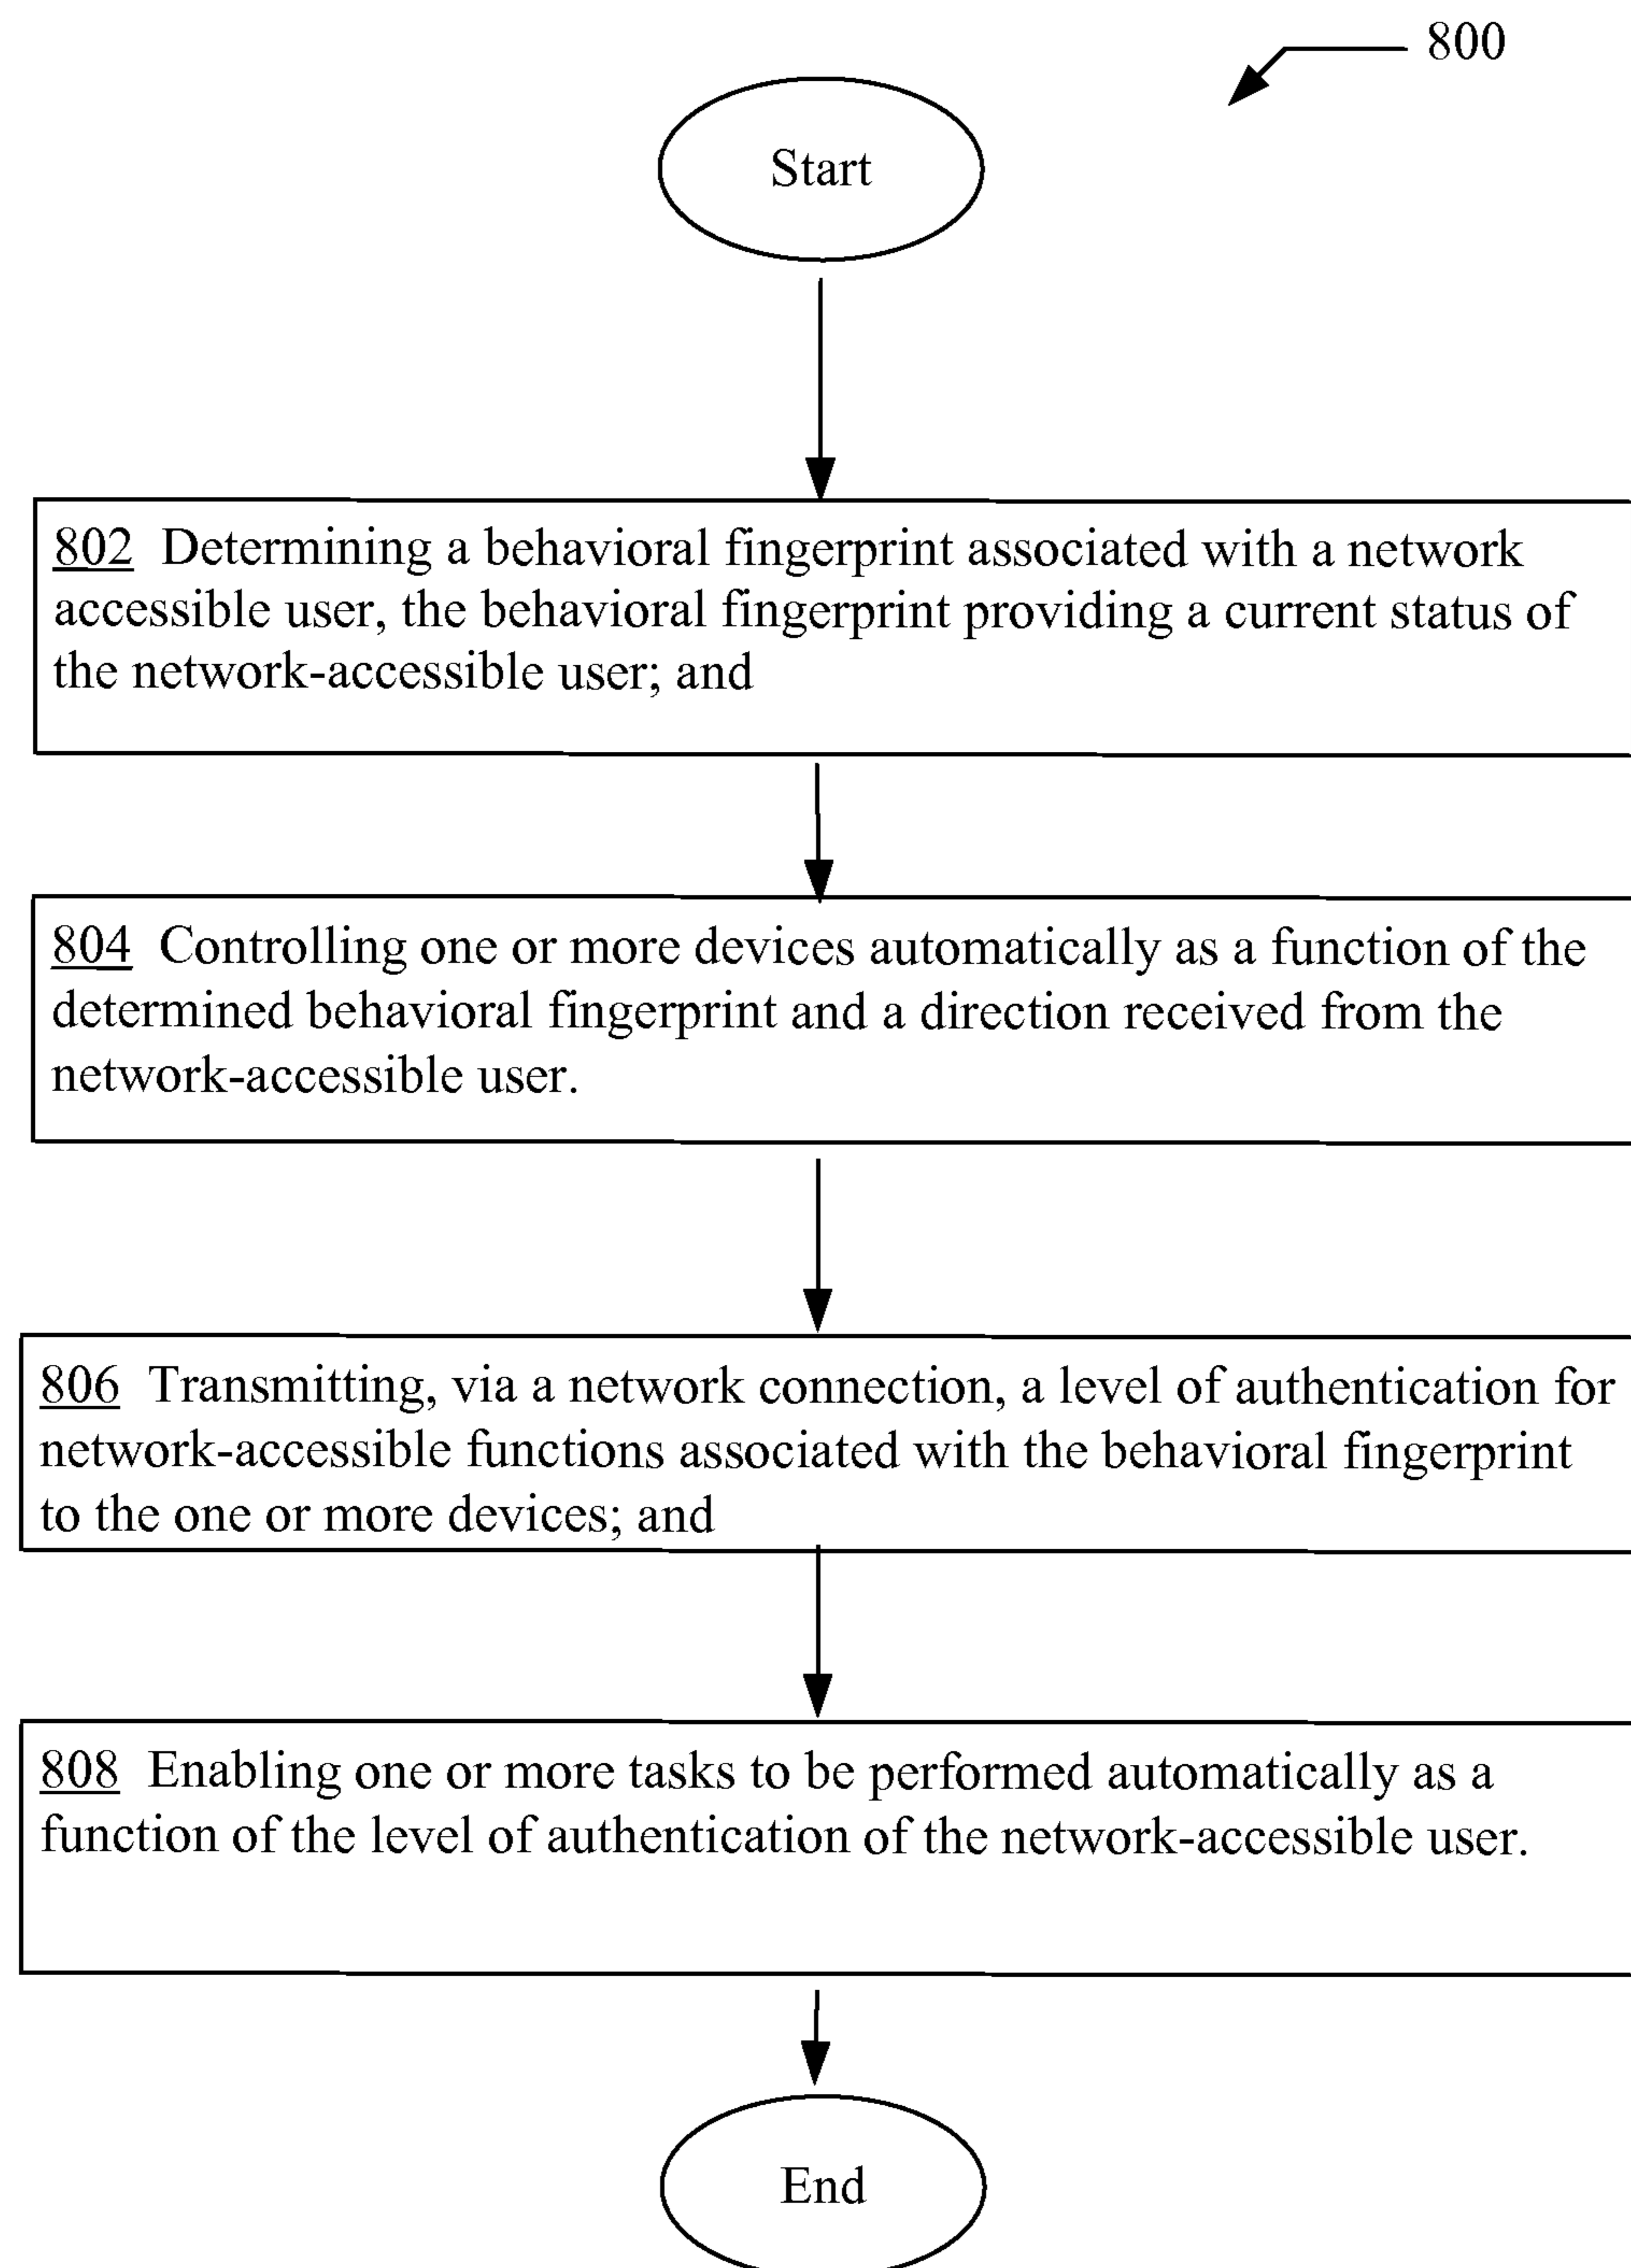 800
Start
802 Determining a behavioral fingerprint associated with a network
accessible user, the behavioral fingerprint providing a current status of
the network-accessible user; and
804 Controlling one or more devices automatically as a function of the
determined behavioral fingerprint and a direction received from the
network-accessible user.
806 Transmitting, via a network connection, a level of authentication for
network-accessible functions associated with the behavioral fingerprint
to the one or more devices; and
808 Enabling one or more tasks to be performed automatically as a
function of the level of authentication of the network-accessible user.
End